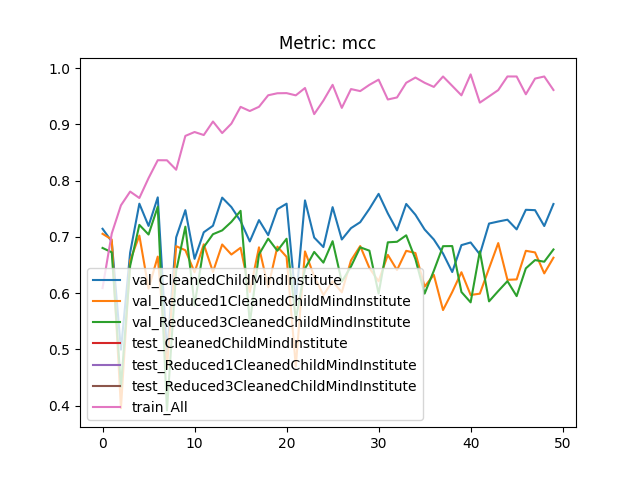 Metric: mcc
1.0
0.9
0.8
0.7
0.6
0.5
0.4
val_CleanedChildMindInstitute
val_Reduced1CleanedChildMindInstitute
val_Reduced3CleanedChildMindInstitute
test_CleanedChildMindInstitute
test_Reduced1CleanedChildMindInstitute
test_Reduced3CleanedChildMindInstitute
train_All
0 10 20 30 40 50